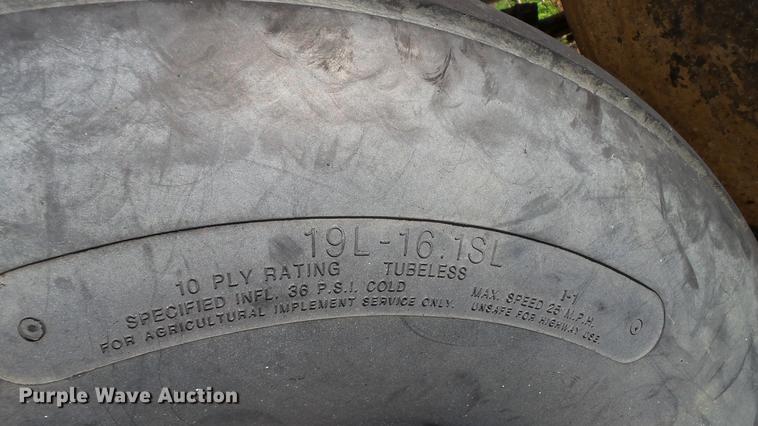 19L-16.1SL
10 PLY RATING TUBELESS I-1
SPECIFIED INFL. 36 P.S.I. COLD MAX. SPEED 25 M.P.H.
FOR AGRICULTURAL IMPLEMENT SERVICE ONLY. UNSAFE FOR HIGHWAY USE.
Purple Wave Auction